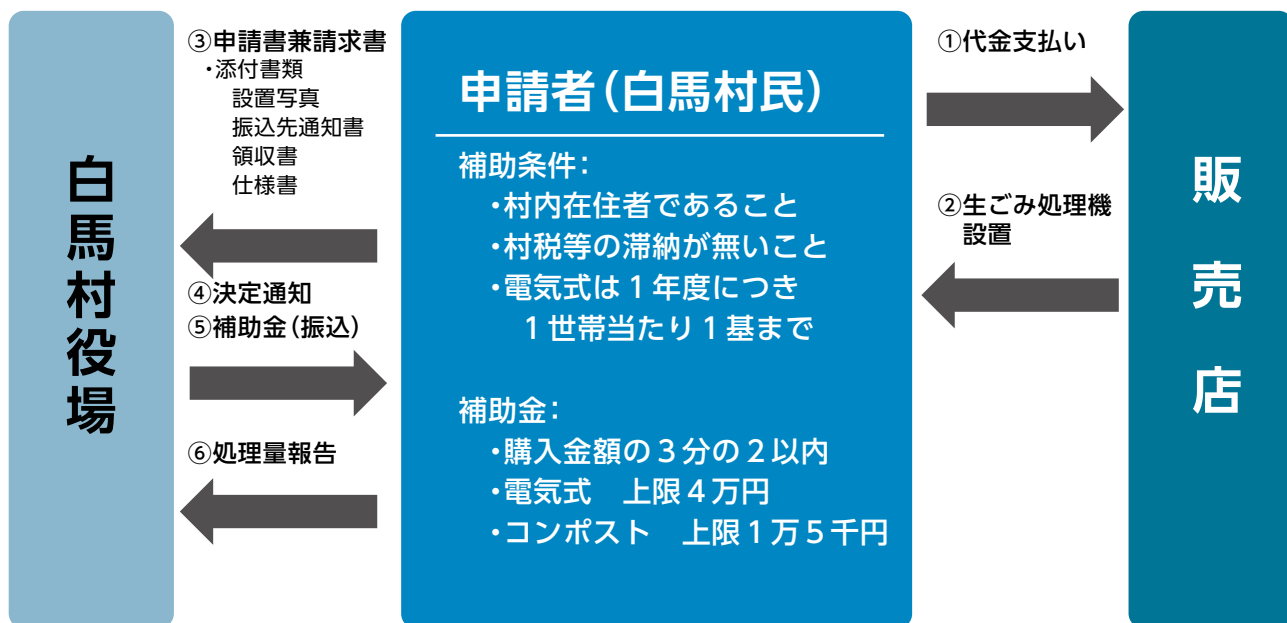 白馬村役場
③申請書兼請求書
・添付書類
設置写真
振込先通知書
領収書
仕様書
④決定通知
⑤補助金(振込)
⑥処理量報告
申請者(白馬村民)
補助条件:
・村内在住者であること
・村税等の滞納が無いこと
・電気式は1年度につき
1世帯当たり1基まで
補助金:
・購入金額の3分の2以内
・電気式 上限4万円
・コンポスト 上限1万5千円
①代金支払い
②生ごみ処理機
設置
販売店